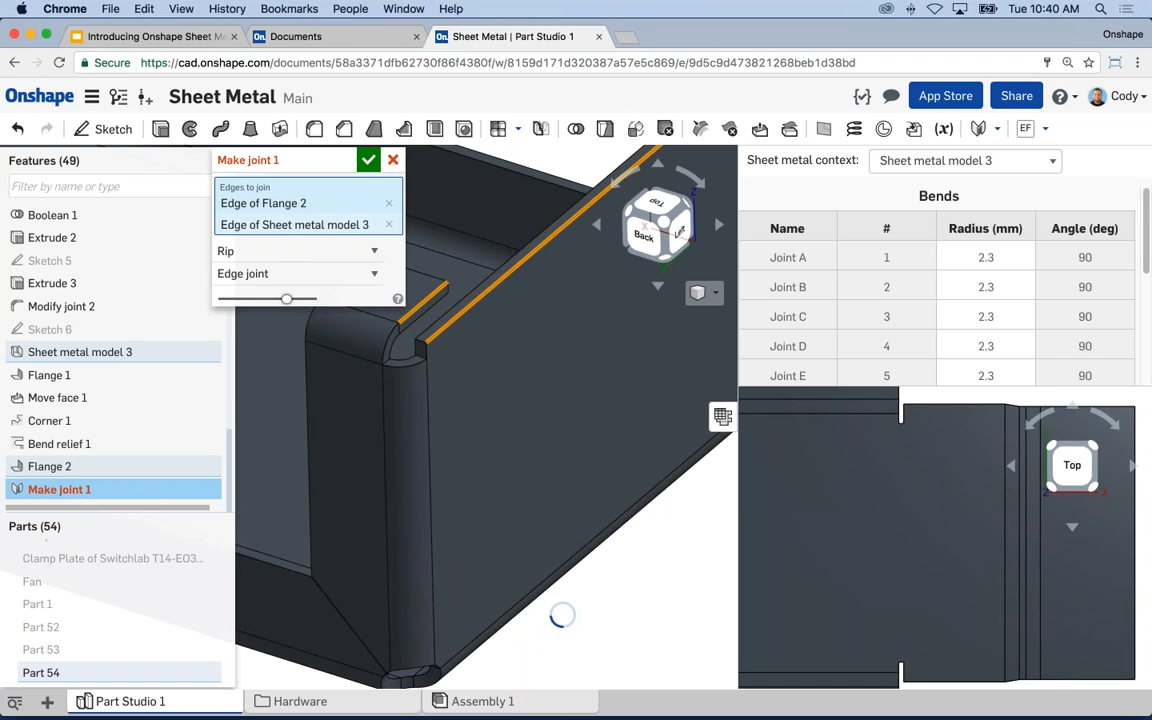 Chrome File Edit View History Bookmarks People Window Help Tue 10:40 AM
Introducing Onshape Sheet Me × On Documents × On Sheet Metal | Part Studio 1 × Onshape
Secure https://cad.onshape.com/documents/58a3371dfb62730f86f4380f/w/8159d171d320387a57e5c869/e/9d5c9d473821268beb1d38bd
Onshape Sheet Metal Main App Store Share Cody
Sketch (x) EF
Features (49)
Filter by name or type
Boolean 1
Extrude 2
Sketch 5
Extrude 3
Modify joint 2
Sketch 6
Sheet metal model 3
Flange 1
Move face 1
Corner 1
Bend relief 1
Flange 2
Make joint 1
Parts (54)
Clamp Plate of Switchlab T14-EO3...
Fan
Part 1
Part 52
Part 53
Part 54
Make joint 1
Edges to join
Edge of Flange 2
Edge of Sheet metal model 3
Rip
Edge joint
Top
Back
Left
Z
X
Y
Sheet metal context: Sheet metal model 3
Bends
Name # Radius (mm) Angle (deg)
Joint A 1 2.3 90
Joint B 2 2.3 90
Joint C 3 2.3 90
Joint D 4 2.3 90
Joint E 5 2.3 90
Top
Z
X
Part Studio 1 Hardware Assembly 1